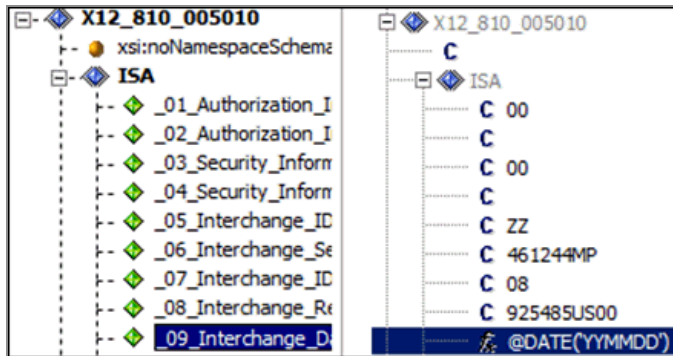 X12_810_005010
xsi:noNamespaceSchema
ISA
_01_Authorization_I
_02_Authorization_I
_03_Security_Inform
_04_Security_Inform
_05_Interchange_ID
_06_Interchange_Se
_07_Interchange_ID
_08_Interchange_Re
_09_Interchange_Da
X12_810_005010
C
ISA
C 00
C
C 00
C
C ZZ
C 461244MP
C 08
C 925485US00
@DATE('YYMMDD')